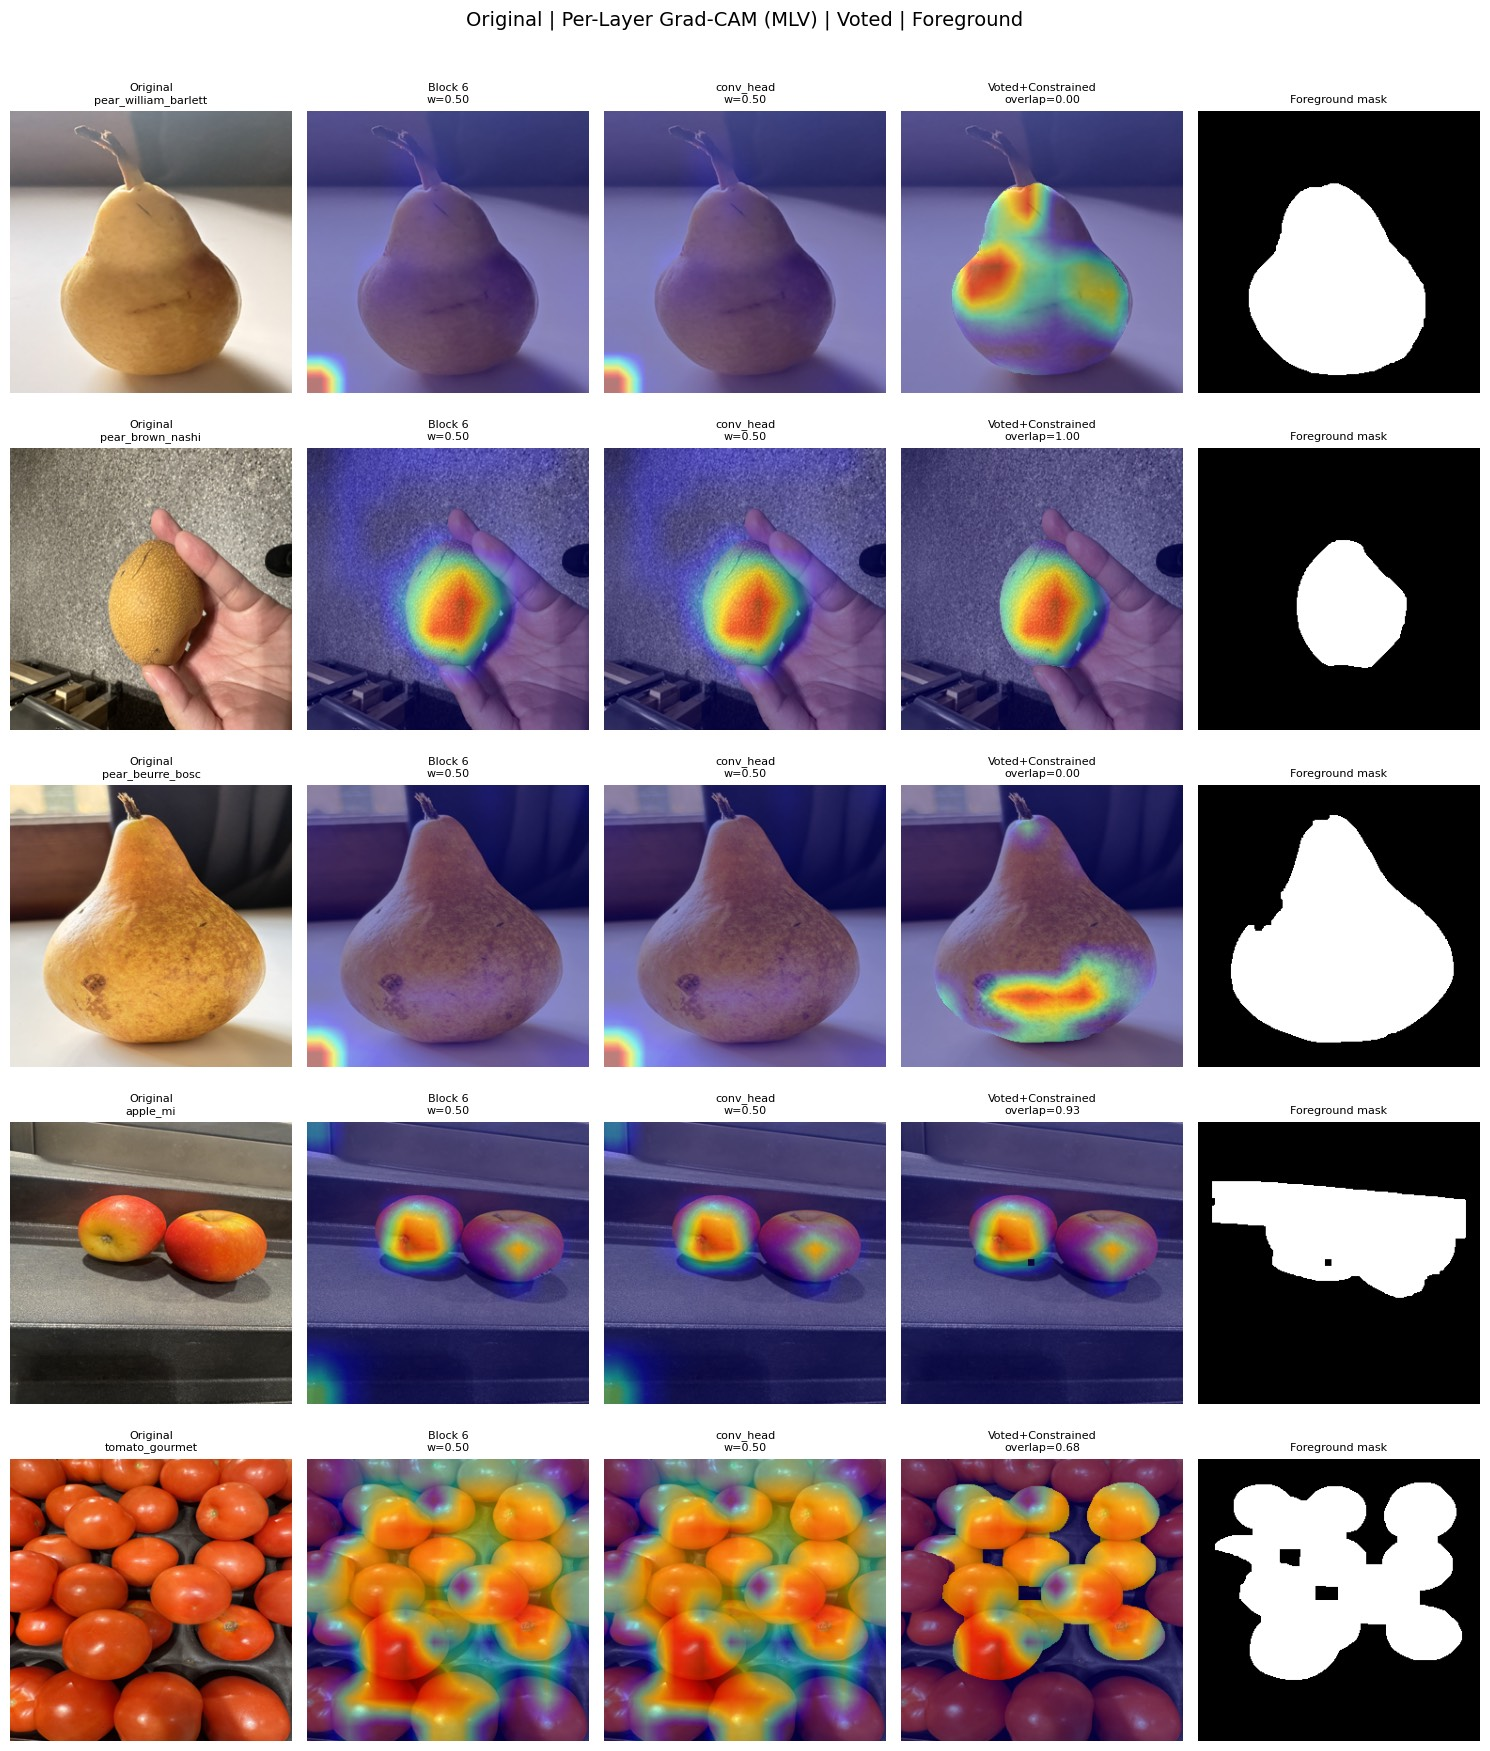 Original | Per-Layer Grad-CAM (MLV) | Voted | Foreground
Original
pear_william_barlett
Block 6
w=0.50
conv_head
w=0.50
Voted+Constrained
overlap=0.00
Foreground mask
Original
pear_brown_nashi
Block 6
w=0.50
conv_head
w=0.50
Voted+Constrained
overlap=1.00
Foreground mask
Original
pear_beurre_bosc
Block 6
w=0.50
conv_head
w=0.50
Voted+Constrained
overlap=0.00
Foreground mask
Original
apple_mi
Block 6
w=0.50
conv_head
w=0.50
Voted+Constrained
overlap=0.93
Foreground mask
Original
tomato_gourmet
Block 6
w=0.50
conv_head
w=0.50
Voted+Constrained
overlap=0.68
Foreground mask